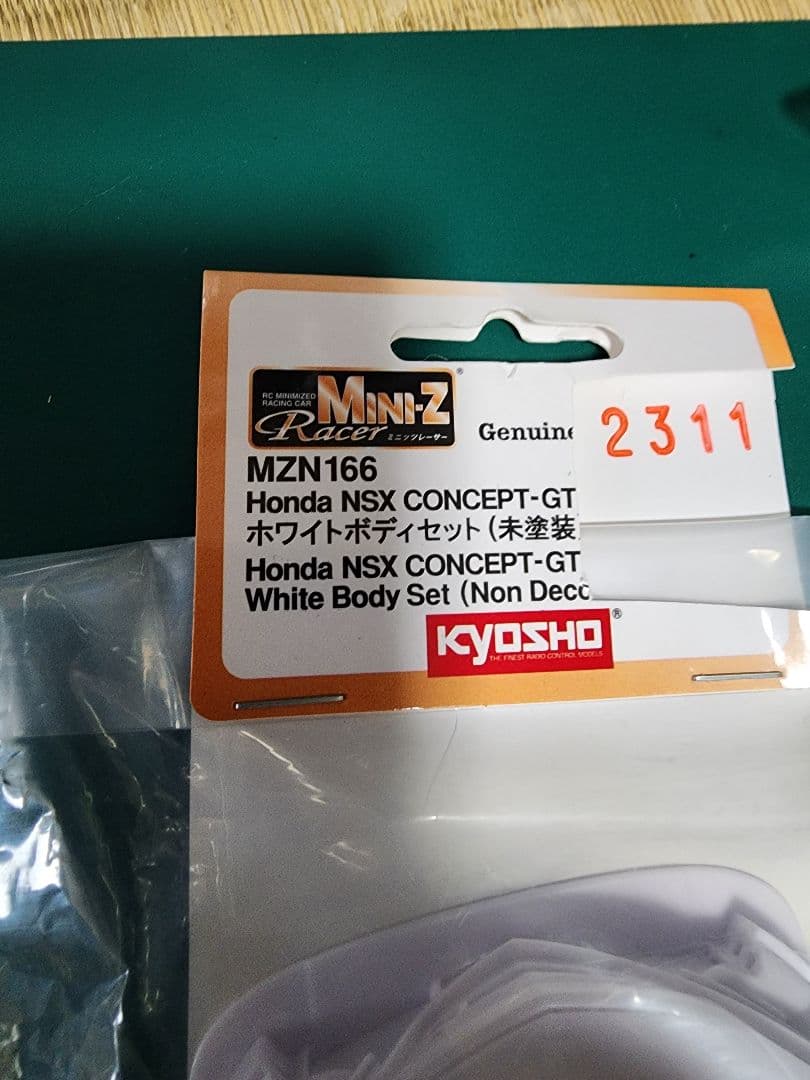 RC MINIMIZED
RACING CAR
MINI-Z
®
Racer ミニッツレーサー
Genuine
2311
MZN166
Honda NSX CONCEPT-GT
ホワイトボディセット(未塗装
Honda NSX CONCEPT-GT
White Body Set (Non Deco
KYOSHO
®
THE FINEST RADIO CONTROL MODELS